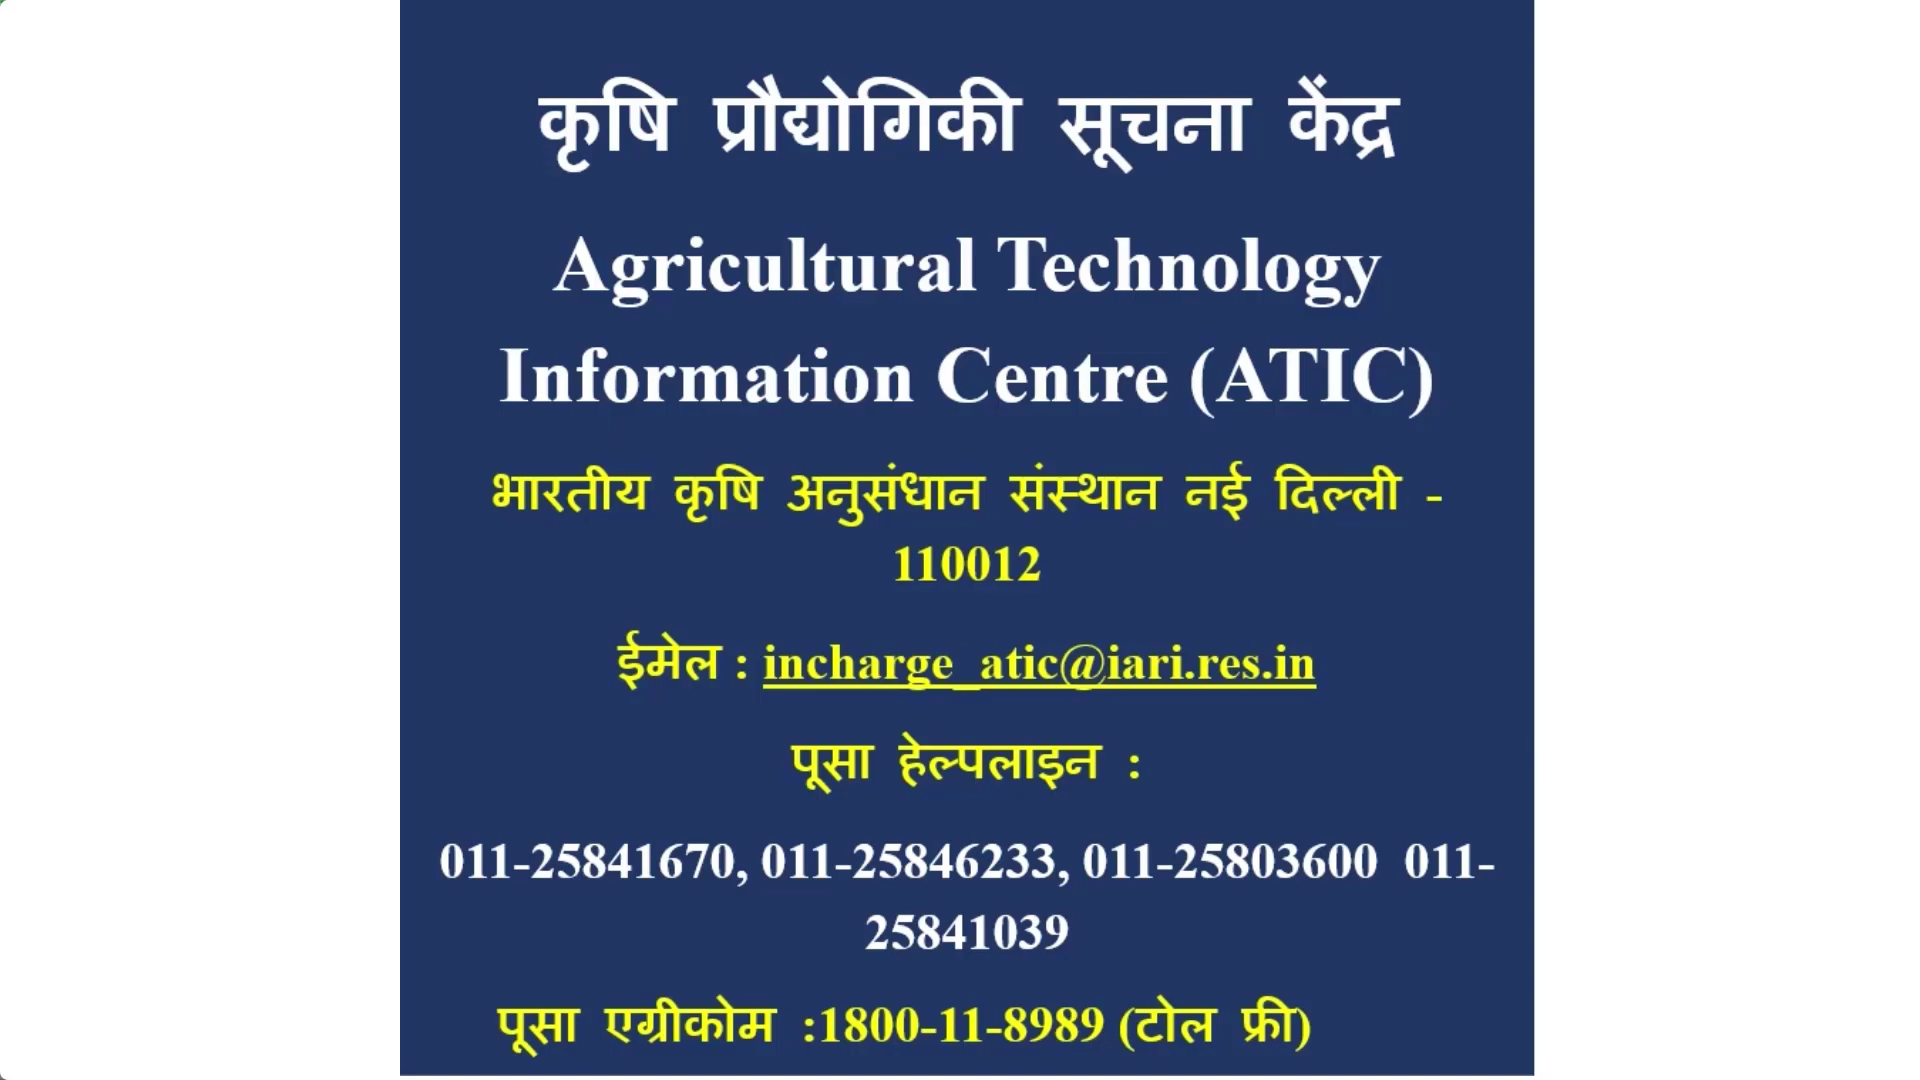 कृषि प्रौद्योगिकी सूचना केंद्र
Agricultural Technology
Information Centre (ATIC)
भारतीय कृषि अनुसंधान संस्थान नई दिल्ली -
110012
ईमेल : incharge_atic@iari.res.in
पूसा हेल्पलाइन :
011-25841670, 011-25846233, 011-25803600 011-
25841039
पूसा एग्रीकोम :1800-11-8989 (टोल फ्री)